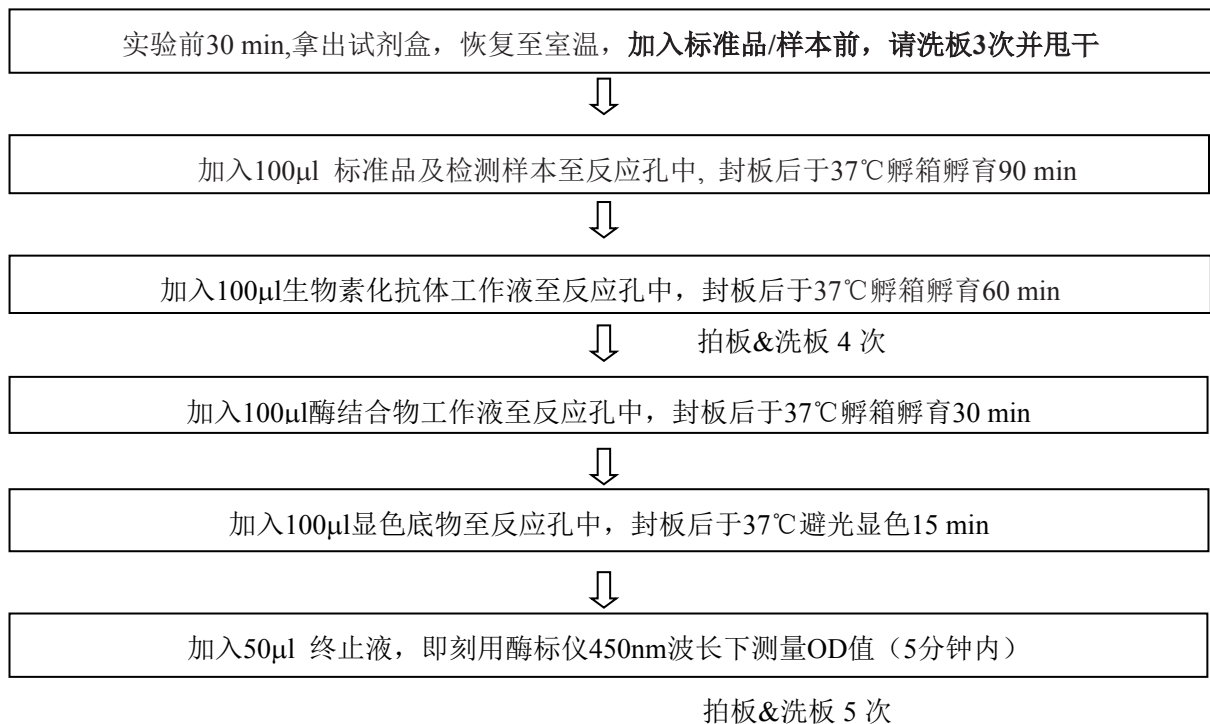 实验前30 min,拿出试剂盒，恢复至室温，加入标准品/样本前，请洗板3次并甩干
加入100μl 标准品及检测样本至反应孔中, 封板后于37℃孵箱孵育90 min
加入100μl生物素化抗体工作液至反应孔中，封板后于37℃孵箱孵育60 min
拍板&洗板 4 次
加入100μl酶结合物工作液至反应孔中，封板后于37℃孵箱孵育30 min
加入100μl显色底物至反应孔中，封板后于37℃避光显色15 min
加入50μl 终止液，即刻用酶标仪450nm波长下测量OD值（5分钟内）
拍板&洗板 5 次